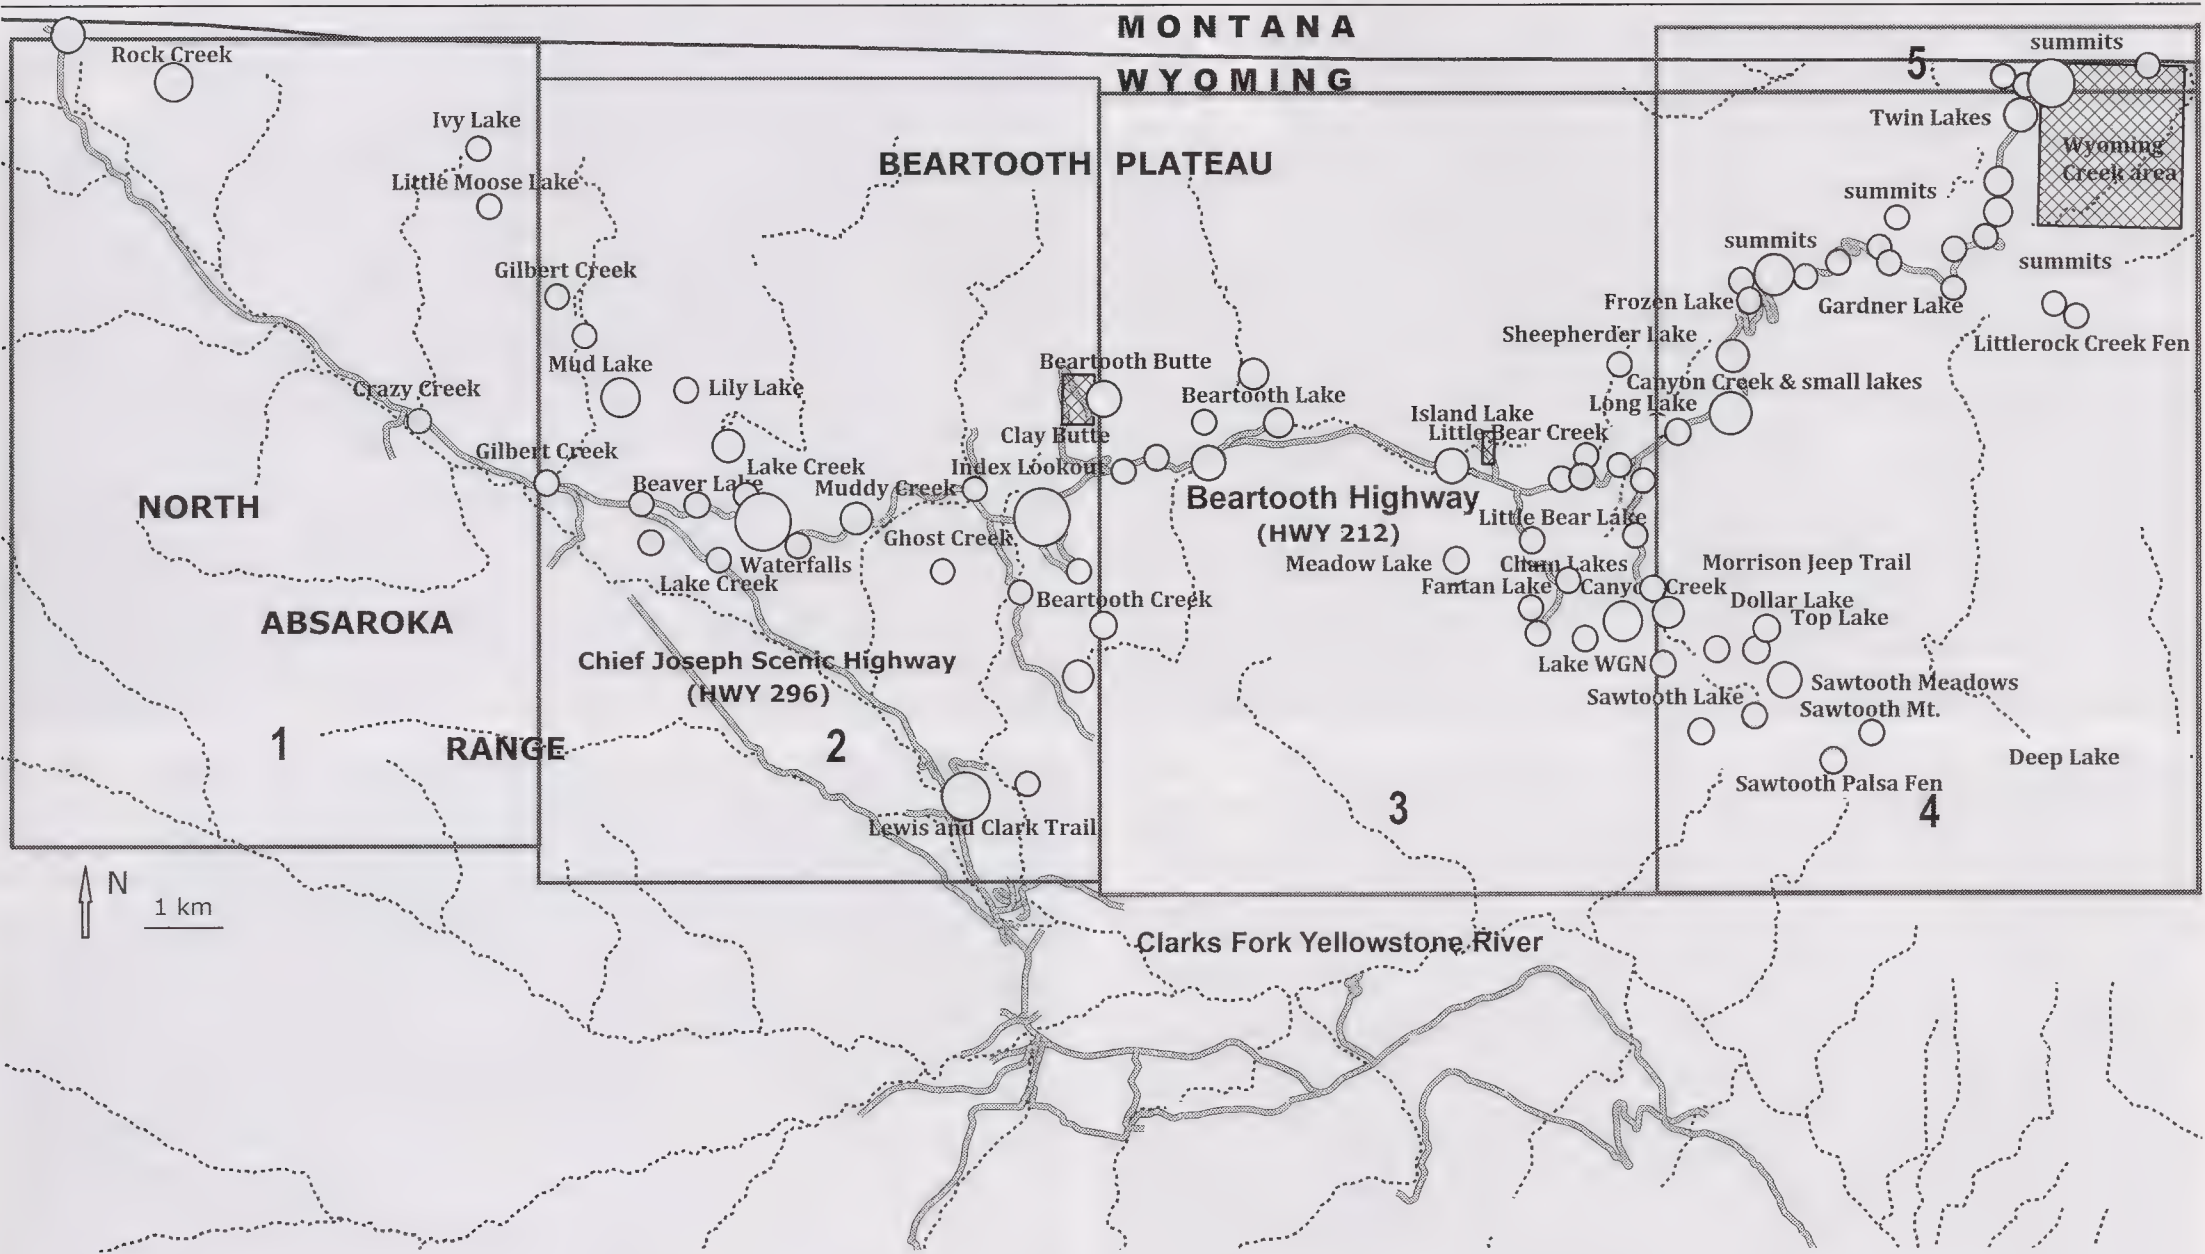 MONTANA
WYOMING
Rock Creek
summits
5
Ivy Lake
Twin Lakes
Wyoming
Creek area
BEARTOOTH PLATEAU
Little Moose Lake
summits
summits
summits
Gilbert Creek
Frozen Lake
Gardner Lake
Sheepherder Lake
Littlerock Creek Fen
Mud Lake
Beartooth Butte
Lily Lake
Crazy Creek
Beartooth Lake
Canyon Creek & small lakes
Long Lake
Island Lake
Little Bear Creek
Clay Butte
Gilbert Creek
Lake Creek
Index Lookout
Beaver Lake
Muddy Creek
NORTH
Beartooth Highway
(HWY 212)
Little Bear Lake
Ghost Creek
Waterfalls
Meadow Lake
Chain Lakes
Morrison Jeep Trail
Lake Creek
Fantan Lake
Canyon Creek
Beartooth Creek
Dollar Lake
Top Lake
ABSAROKA
Chief Joseph Scenic Highway
(HWY 296)
Lake WGN
Sawtooth Meadows
Sawtooth Lake
Sawtooth Mt.
1
RANGE
2
Deep Lake
Sawtooth Palsa Fen
3
4
Lewis and Clark Trail
N
1 km
Clarks Fork Yellowstone River